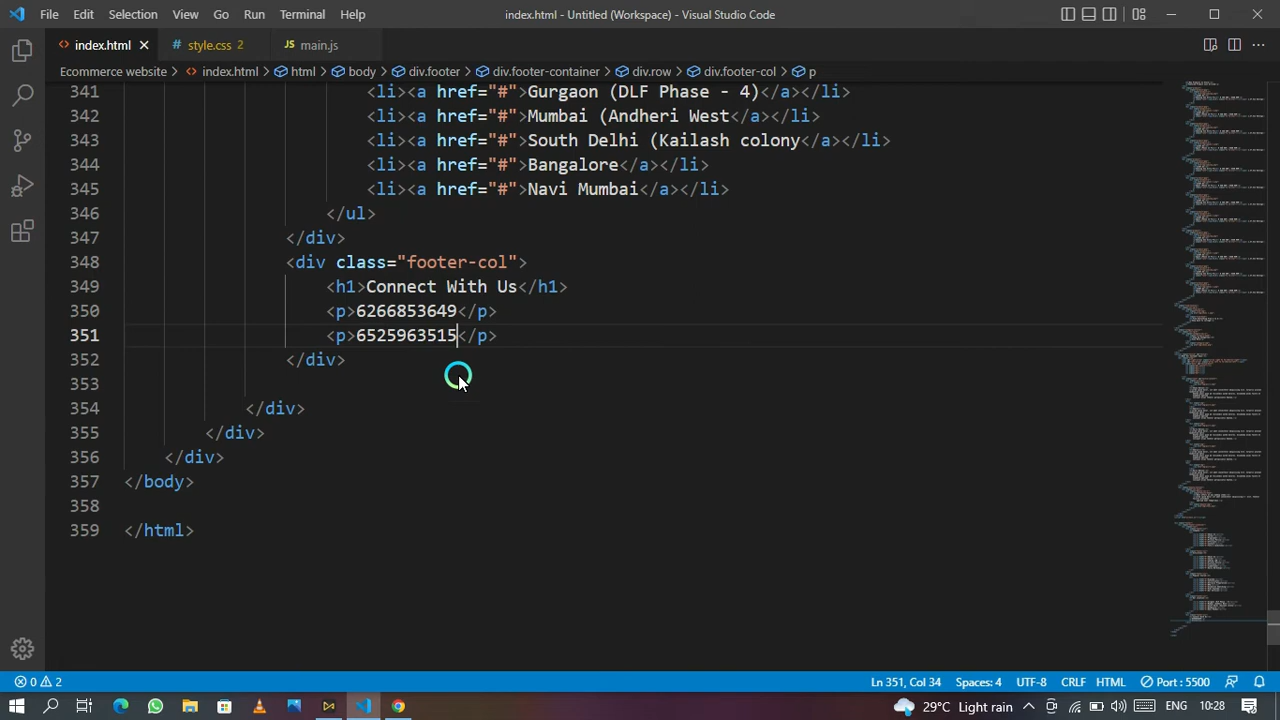 File Edit Selection View Go Run Terminal Help index.html - Untitled (Workspace) - Visual Studio Code
index.html style.css 2 JS main.js
Ecommerce website > index.html > html > body > div.footer > div.footer-container > div.row > div.footer-col > p
341 <li><a href="#">Gurgaon (DLF Phase - 4)</a></li>
342 <li><a href="#">Mumbai (Andheri West</a></li>
343 <li><a href="#">South Delhi (Kailash colony</a></li>
344 <li><a href="#">Bangalore</a></li>
345 <li><a href="#">Navi Mumbai</a></li>
346 </ul>
347 </div>
348 <div class="footer-col">
349 <h1>Connect With Us</h1>
350 <p>6266853649</p>
351 <p>6525963515</p>
352 </div>
353
354 </div>
355 </div>
356 </div>
357 </body>
358
359 </html>
0 2 Ln 351, Col 34 Spaces: 4 UTF-8 CRLF HTML Port : 5500
29°C Light rain ENG 10:28